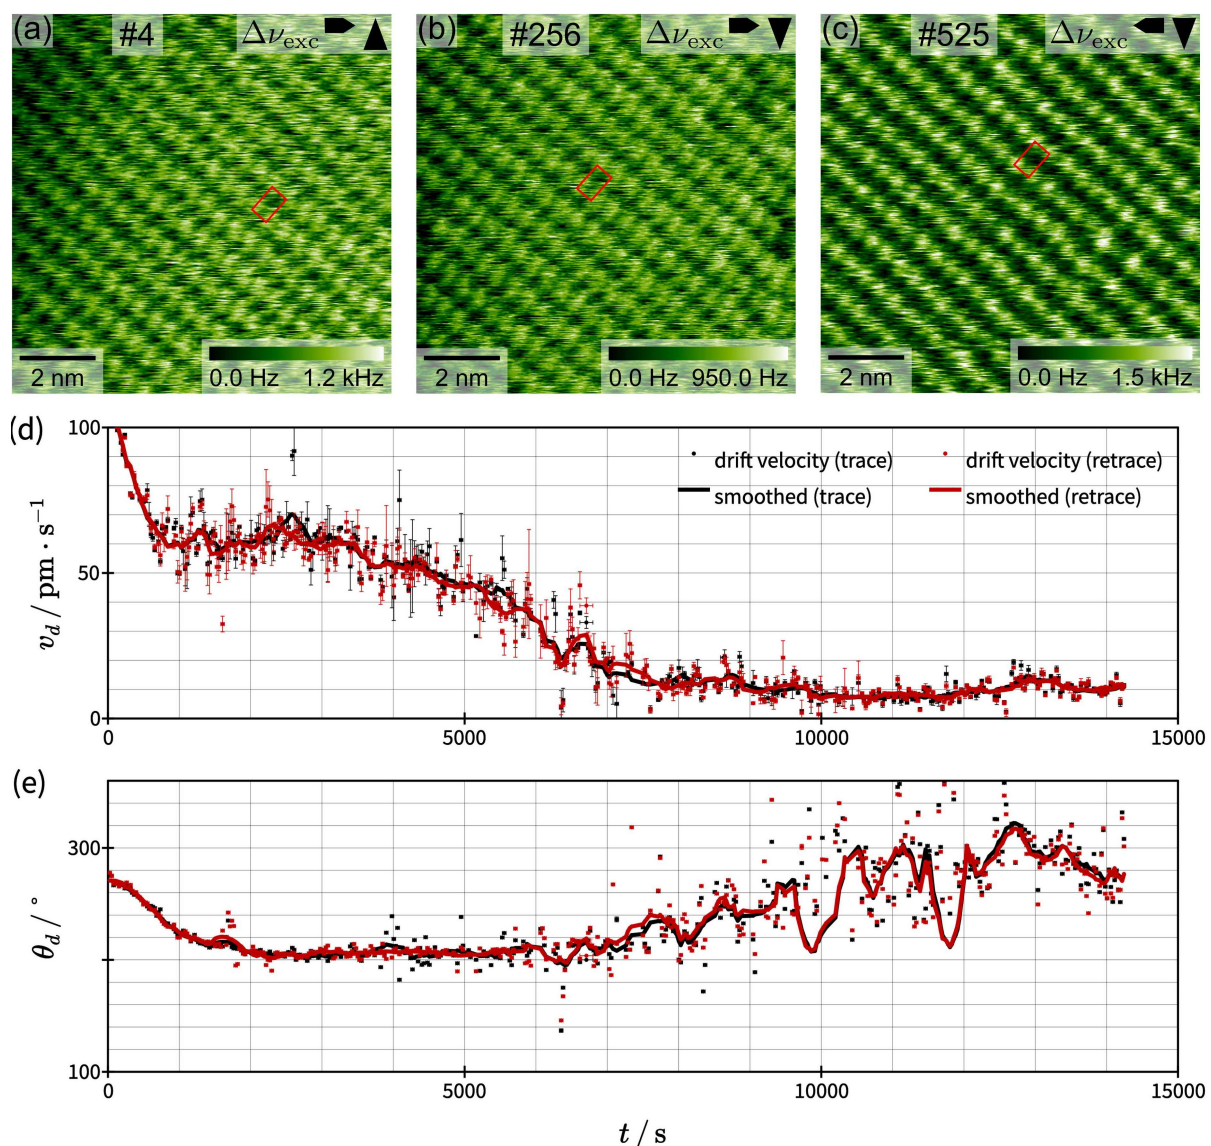 (a) #4 Δν_exc
2 nm 0.0 Hz 1.2 kHz
(b) #256 Δν_exc
2 nm 0.0 Hz 950.0 Hz
(c) #525 Δν_exc
2 nm 0.0 Hz 1.5 kHz
(d)
v_d / pm · s⁻¹
100
50
0
drift velocity (trace) drift velocity (retrace)
smoothed (trace) smoothed (retrace)
0 5000 10000 15000
(e)
θ_d / °
300
100
0 5000 10000 15000
t / s